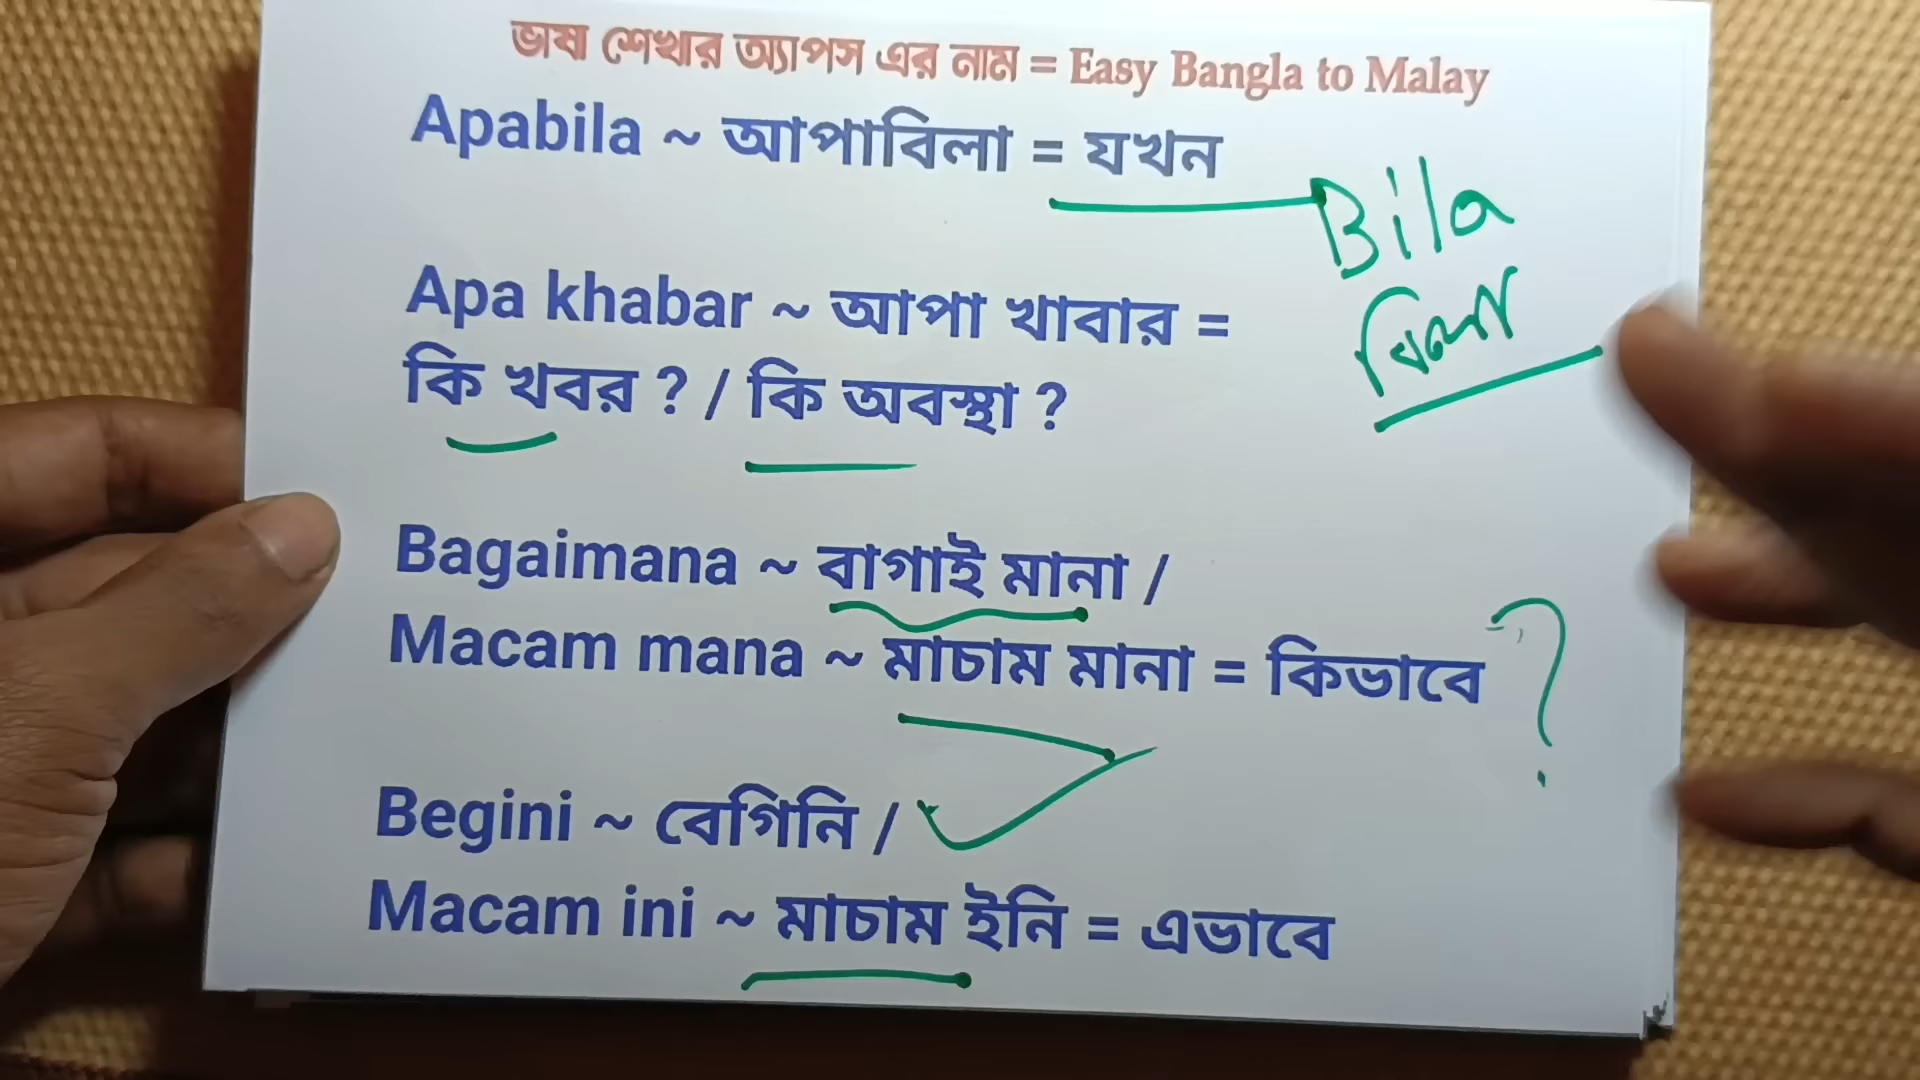 ভাষা শেখার অ্যাপস এর নাম = Easy Bangla to Malay
Apabila ~ আপাবিলা = যখন
Bila
বিলা
Apa khabar ~ আপা খাবার =
কি খবর ? / কি অবস্থা ?
Bagaimana ~ বাগাই মানা /
Macam mana ~ মাচাম মানা = কিভাবে ?
Begini ~ বেগিনি /
Macam ini ~ মাচাম ইনি = এভাবে